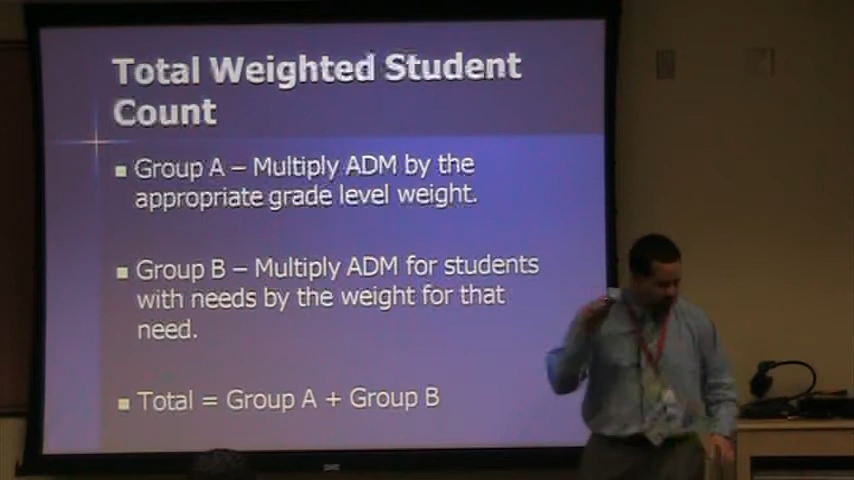 Total Weighted Student
Count
Group A – Multiply ADM by the
appropriate grade level weight.
Group B – Multiply ADM for students
with needs by the weight for that
need.
Total = Group A + Group B